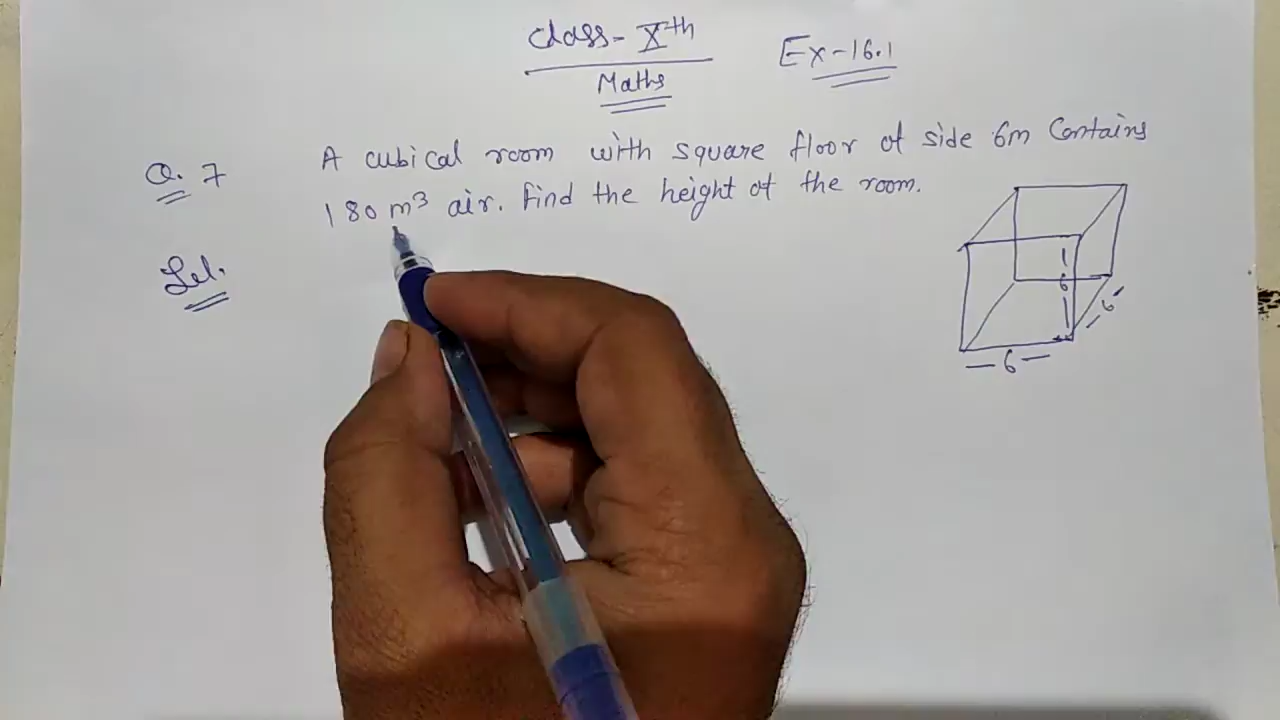 Class - Xth
Maths
Ex-16.1
Q. 7
A cubical room with square floor of side 6m Contains
180 m³ air. Find the height of the room.
Sol.
6
6
6